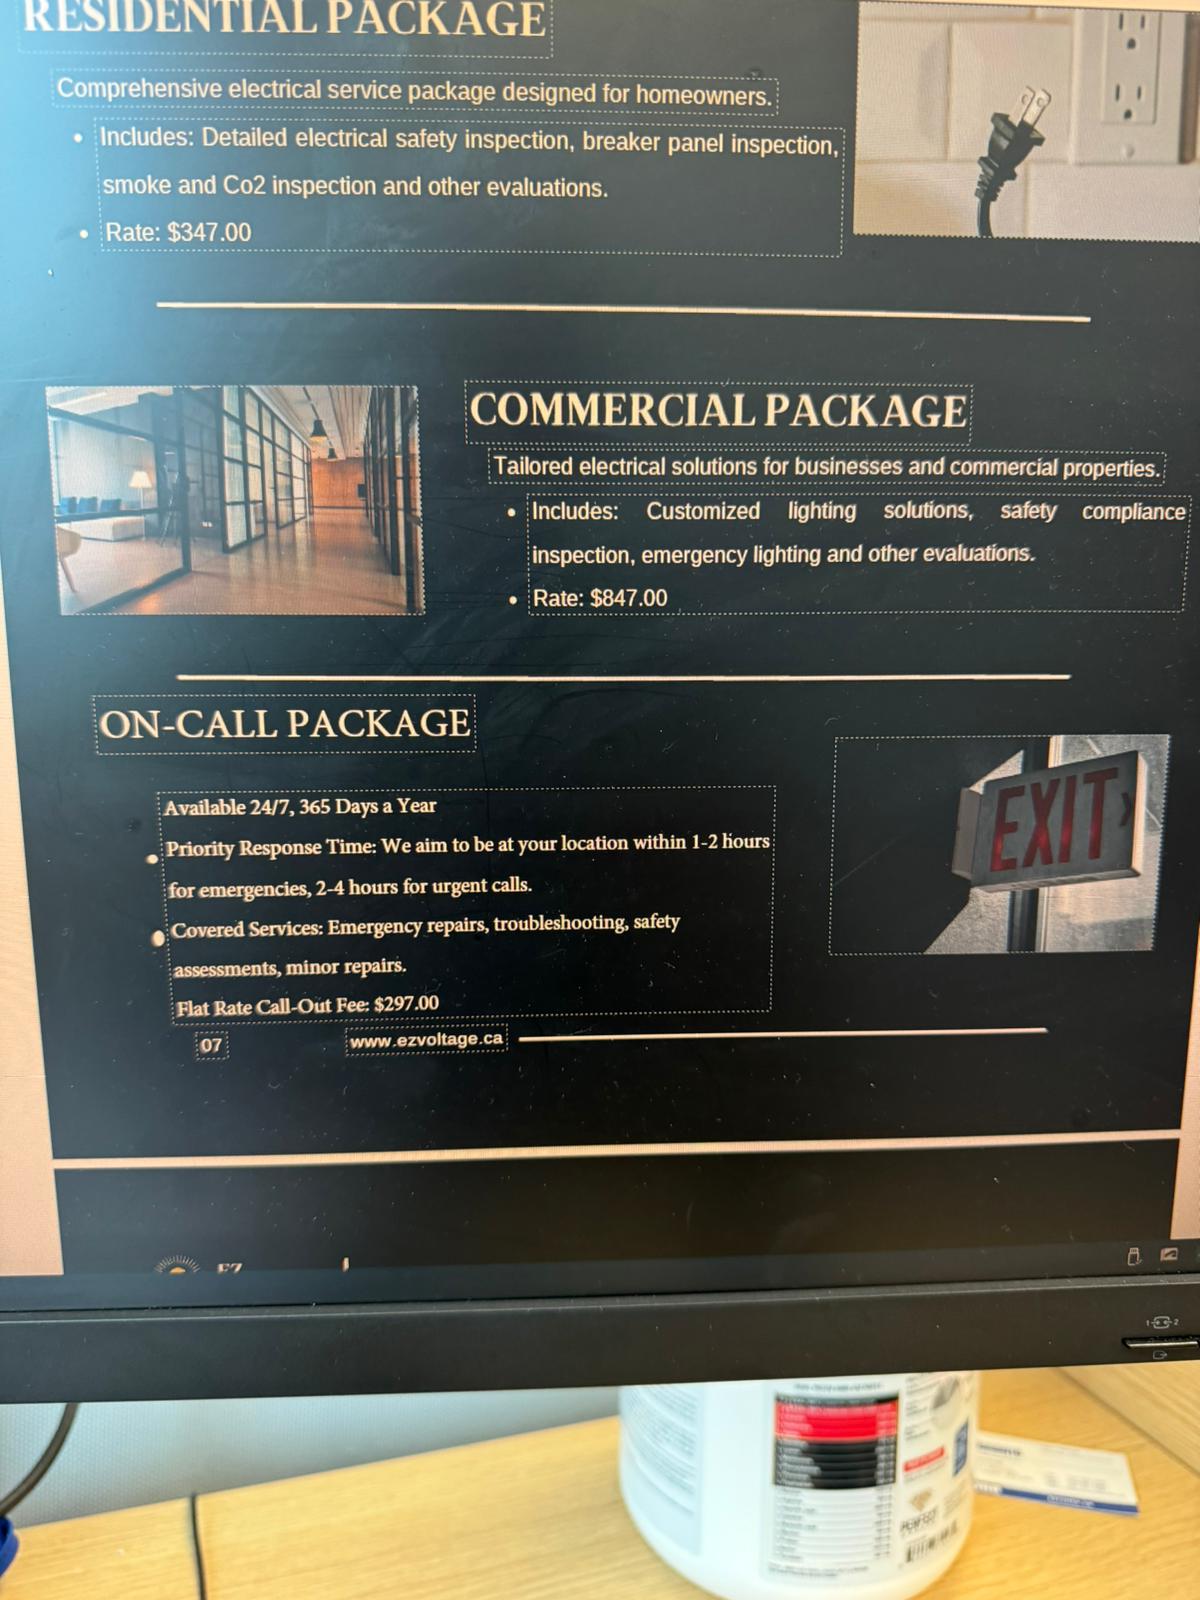 RESIDENTIAL PACKAGE
Comprehensive electrical service package designed for homeowners.
• Includes: Detailed electrical safety inspection, breaker panel inspection,
smoke and Co2 inspection and other evaluations.
• Rate: $347.00
COMMERCIAL PACKAGE
Tailored electrical solutions for businesses and commercial properties.
• Includes: Customized lighting solutions, safety compliance
inspection, emergency lighting and other evaluations.
• Rate: $847.00
ON-CALL PACKAGE
Available 24/7, 365 Days a Year
• Priority Response Time: We aim to be at your location within 1-2 hours
for emergencies, 2-4 hours for urgent calls.
• Covered Services: Emergency repairs, troubleshooting, safety
assessments, minor repairs.
Flat Rate Call-Out Fee: $297.00
EXIT
07
www.ezvoltage.ca
EZ
1
2
PERFECT